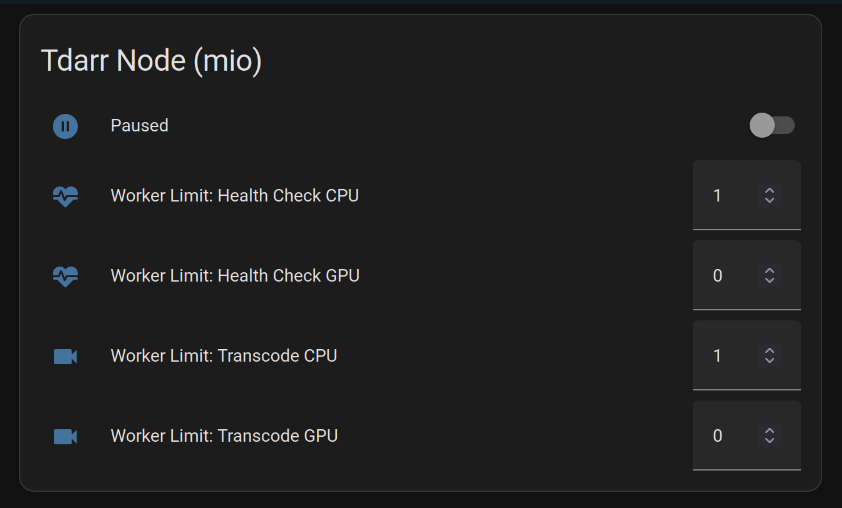 Tdarr Node (mio)
Paused
Worker Limit: Health Check CPU 1
Worker Limit: Health Check GPU 0
Worker Limit: Transcode CPU 1
Worker Limit: Transcode GPU 0